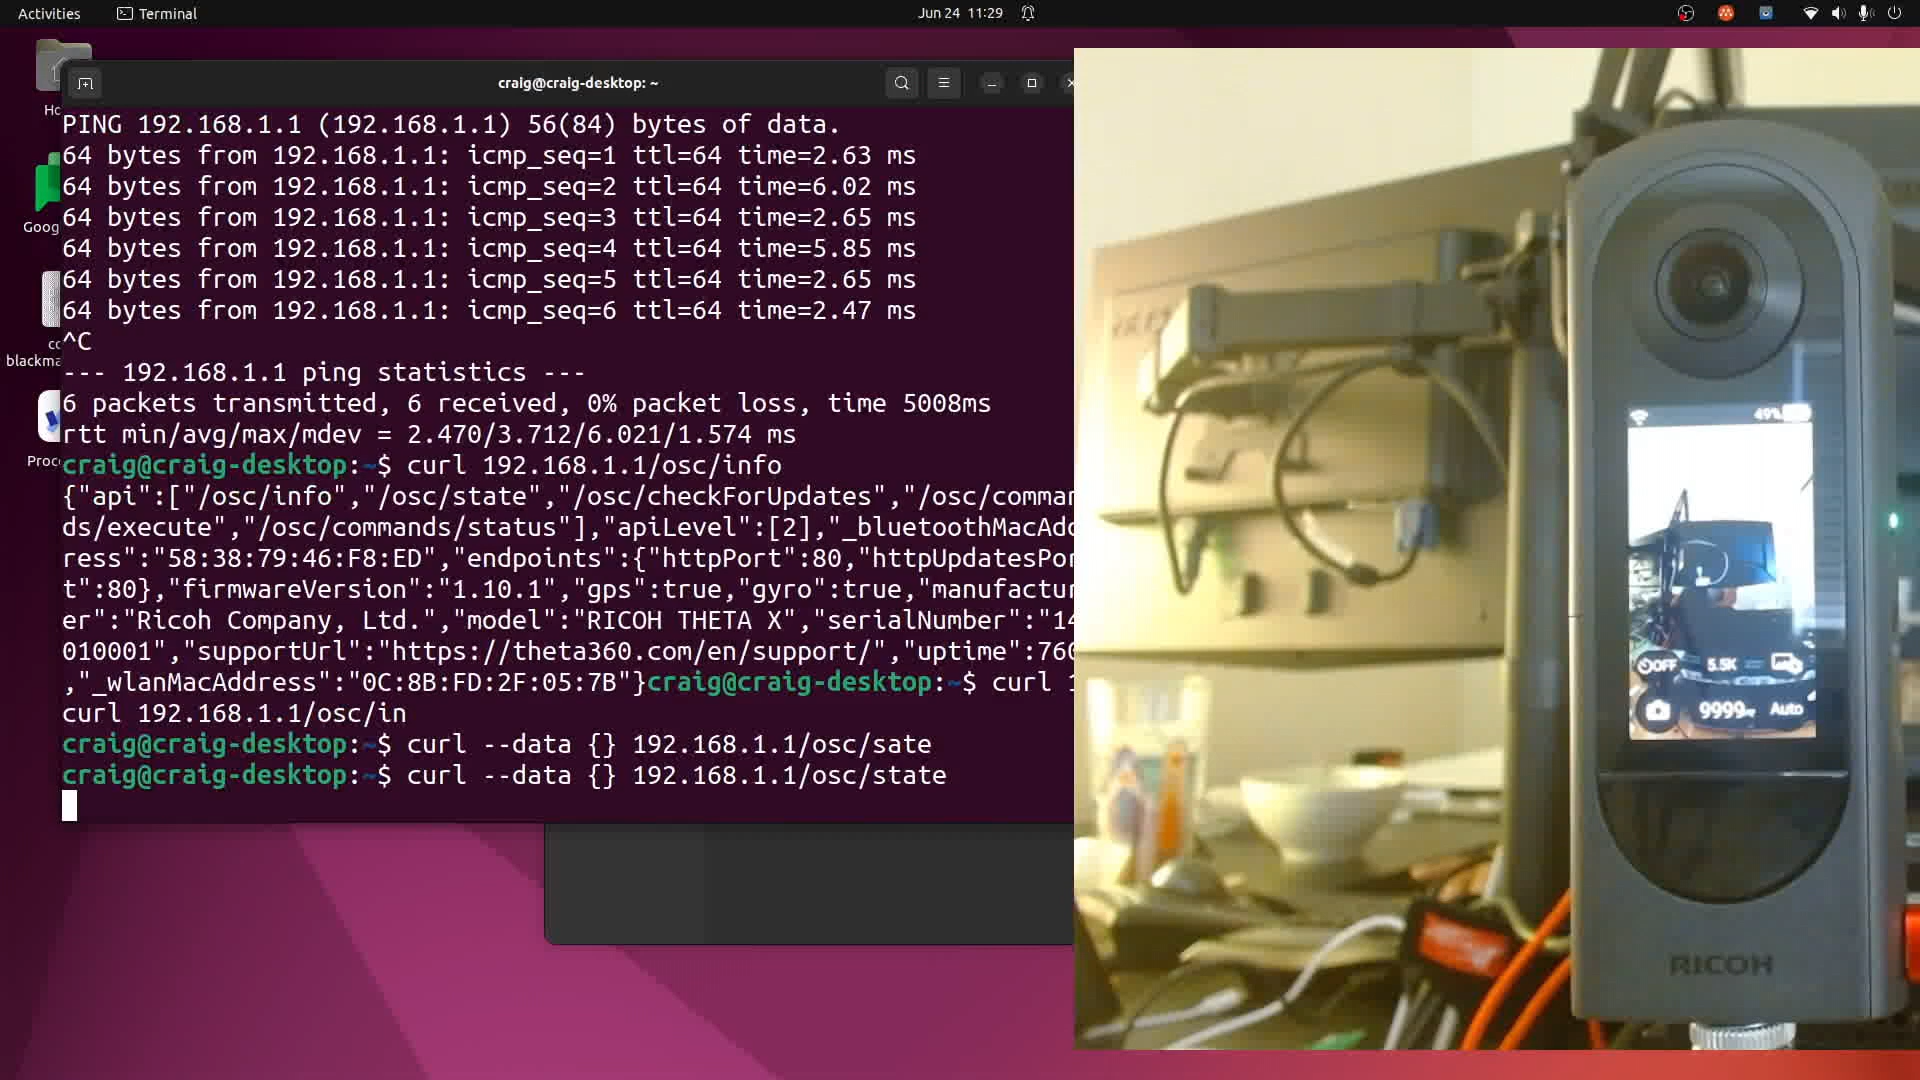 Activities
Terminal
Jun 24 11:29
craig@craig-desktop: ~
PING 192.168.1.1 (192.168.1.1) 56(84) bytes of data.
64 bytes from 192.168.1.1: icmp_seq=1 ttl=64 time=2.63 ms
64 bytes from 192.168.1.1: icmp_seq=2 ttl=64 time=6.02 ms
64 bytes from 192.168.1.1: icmp_seq=3 ttl=64 time=2.65 ms
64 bytes from 192.168.1.1: icmp_seq=4 ttl=64 time=5.85 ms
64 bytes from 192.168.1.1: icmp_seq=5 ttl=64 time=2.65 ms
64 bytes from 192.168.1.1: icmp_seq=6 ttl=64 time=2.47 ms
^C
--- 192.168.1.1 ping statistics ---
6 packets transmitted, 6 received, 0% packet loss, time 5008ms
rtt min/avg/max/mdev = 2.470/3.712/6.021/1.574 ms
craig@craig-desktop:~$ curl 192.168.1.1/osc/info
{"api":["/osc/info","/osc/state","/osc/checkForUpdates","/osc/comman
ds/execute","/osc/commands/status"],"apiLevel":[2],"_bluetoothMacAdd
ress":"58:38:79:46:F8:ED","endpoints":{"httpPort":80,"httpUpdatesPor
t":80},"firmwareVersion":"1.10.1","gps":true,"gyro":true,"manufactur
er":"Ricoh Company, Ltd.","model":"RICOH THETA X","serialNumber":"14
010001","supportUrl":"https://theta360.com/en/support/","uptime":760
,"_wlanMacAddress":"0C:8B:FD:2F:05:7B"}craig@craig-desktop:~$ curl 1
curl 192.168.1.1/osc/in
craig@craig-desktop:~$ curl --data {} 192.168.1.1/osc/sate
craig@craig-desktop:~$ curl --data {} 192.168.1.1/osc/state
Ho
Goog
co
blackma
Proc
49%
OFF
5.5K
9999
Auto
RICOH